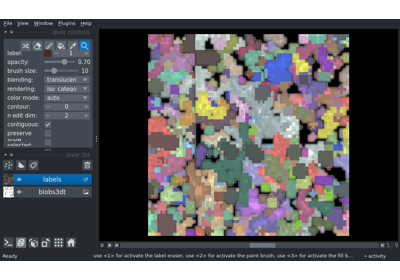 File View Window Plugins Help
layer controls
label: 1
opacity: 0.70
brush size: 10
blending: translucen
rendering: iso_catego
color mode: auto
contour: 0
n edit dim: 2
contiguous:
preserve
show
selected:
layer list
labels
blobs3dt
Ready
use <1> for activate the label eraser, use <2> for activate the paint brush, use <3> for activate the fill b...
activity